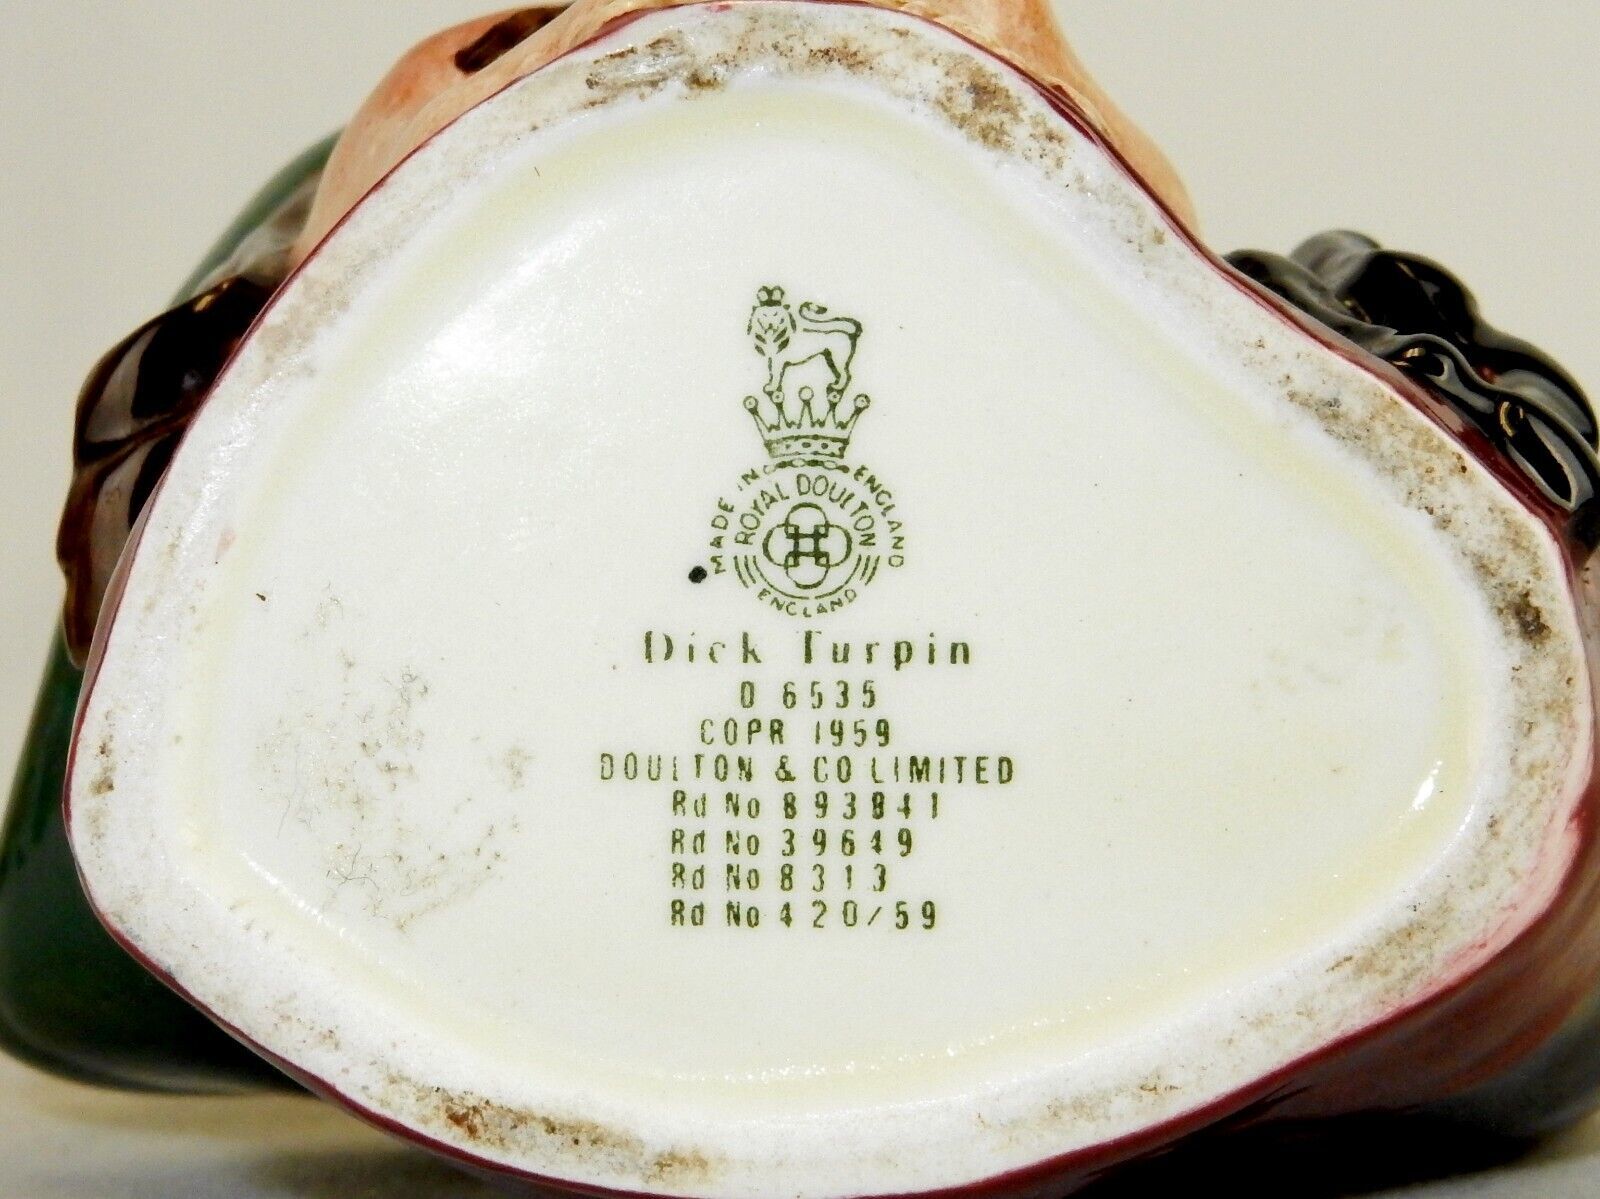 MADE IN ENGLAND
ROYAL DOULTON
ENGLAND
Dick Turpin
D 6535
COPR 1959
DOULTON & CO LIMITED
Rd No 893841
Rd No 39649
Rd No 8313
Rd No 420/59